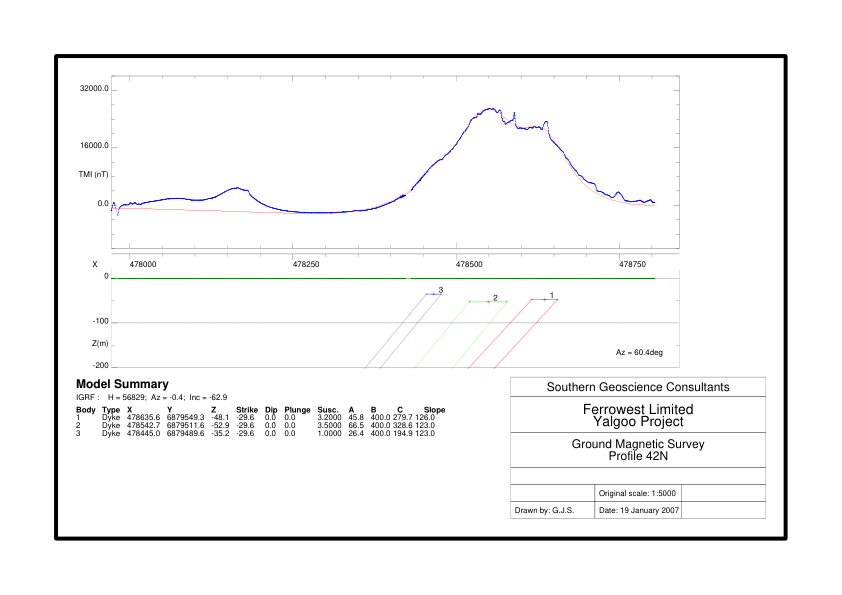 32000.0
16000.0
TMI (nT)
0.0
X 478000 478250 478500 478750
0
3
2
1
-100
Z(m)
Az = 60.4deg
-200
Model Summary
IGRF : H = 56829; Az = -0.4; Inc = -62.9
Body Type X Y Z Strike Dip Plunge Susc. A B C Slope
1 Dyke 478635.6 6879549.3 -48.1 -29.6 0.0 0.0 3.2000 45.8 400.0 279.7 126.0
2 Dyke 478542.7 6879511.6 -52.9 -29.6 0.0 0.0 3.5000 66.5 400.0 328.6 123.0
3 Dyke 478445.0 6879489.6 -35.2 -29.6 0.0 0.0 1.0000 26.4 400.0 194.9 123.0
Southern Geoscience Consultants
Ferrowest Limited
Yalgoo Project
Ground Magnetic Survey
Profile 42N
Original scale: 1:5000
Drawn by: G.J.S. Date: 19 January 2007